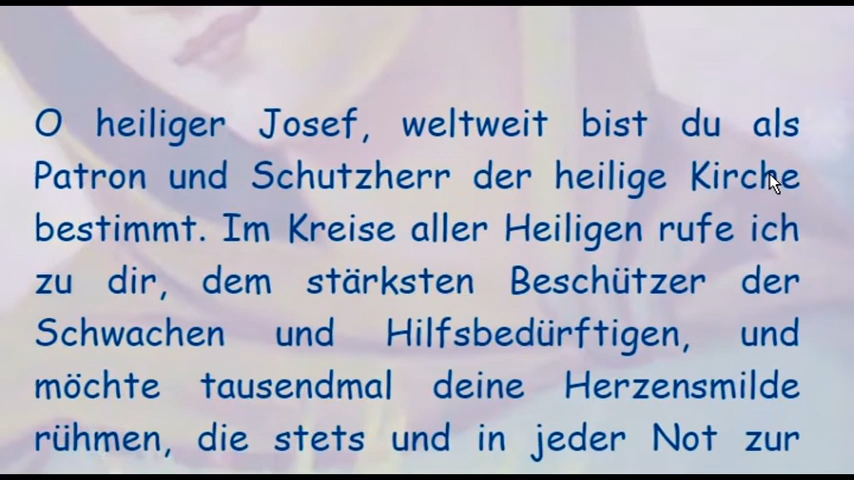 O heiliger Josef, weltweit bist du als
Patron und Schutzherr der heilige Kirche
bestimmt. Im Kreise aller Heiligen rufe ich
zu dir, dem stärksten Beschützer der
Schwachen und Hilfsbedürftigen, und
möchte tausendmal deine Herzensmilde
rühmen, die stets und in jeder Not zur